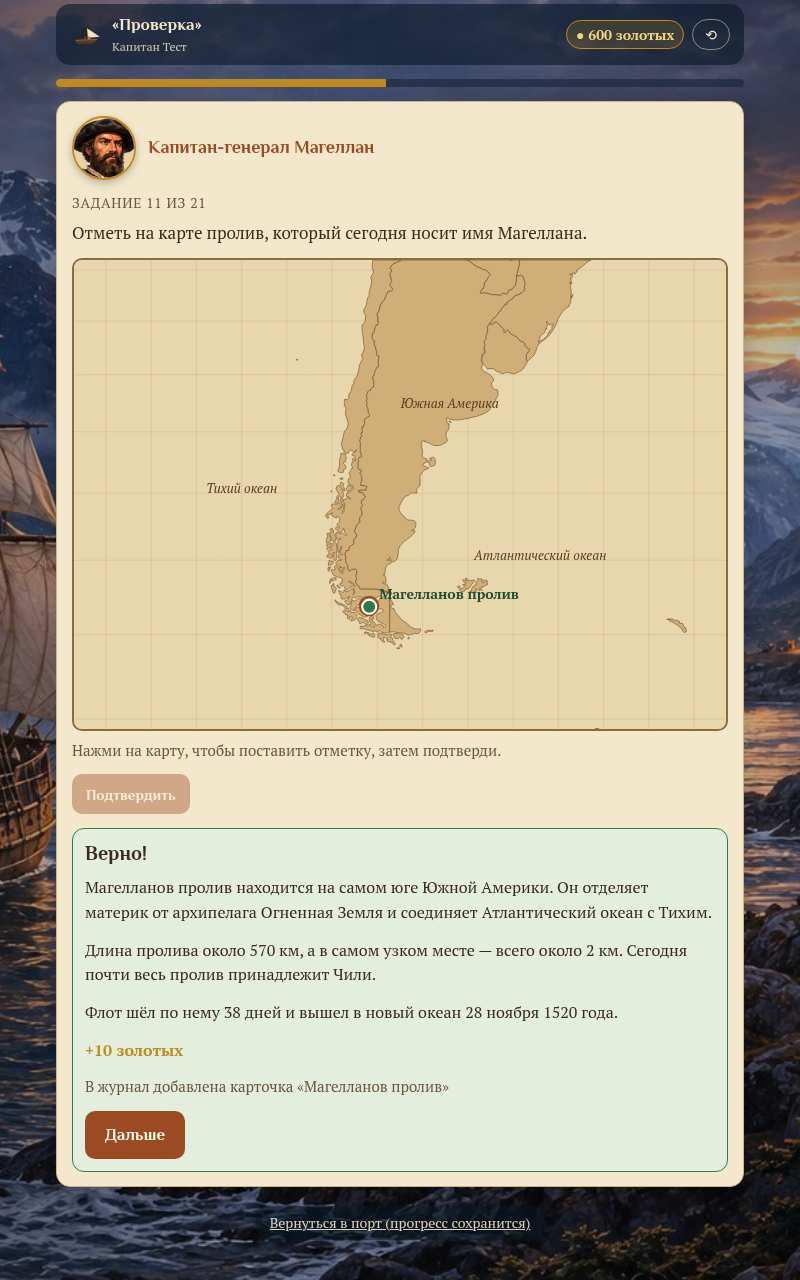 «Проверка»
Капитан Тест
● 600 золотых
⟲
Капитан-генерал Магеллан
ЗАДАНИЕ 11 ИЗ 21
Отметь на карте пролив, который сегодня носит имя Магеллана.
Южная Америка
Тихий океан
Атлантический океан
Магелланов пролив
Нажми на карту, чтобы поставить отметку, затем подтверди.
Подтвердить
Верно!
Магелланов пролив находится на самом юге Южной Америки. Он отделяет
материк от архипелага Огненная Земля и соединяет Атлантический океан с Тихим.
Длина пролива около 570 км, а в самом узком месте — всего около 2 км. Сегодня
почти весь пролив принадлежит Чили.
Флот шёл по нему 38 дней и вышел в новый океан 28 ноября 1520 года.
+10 золотых
В журнал добавлена карточка «Магелланов пролив»
Дальше
Вернуться в порт (прогресс сохранится)